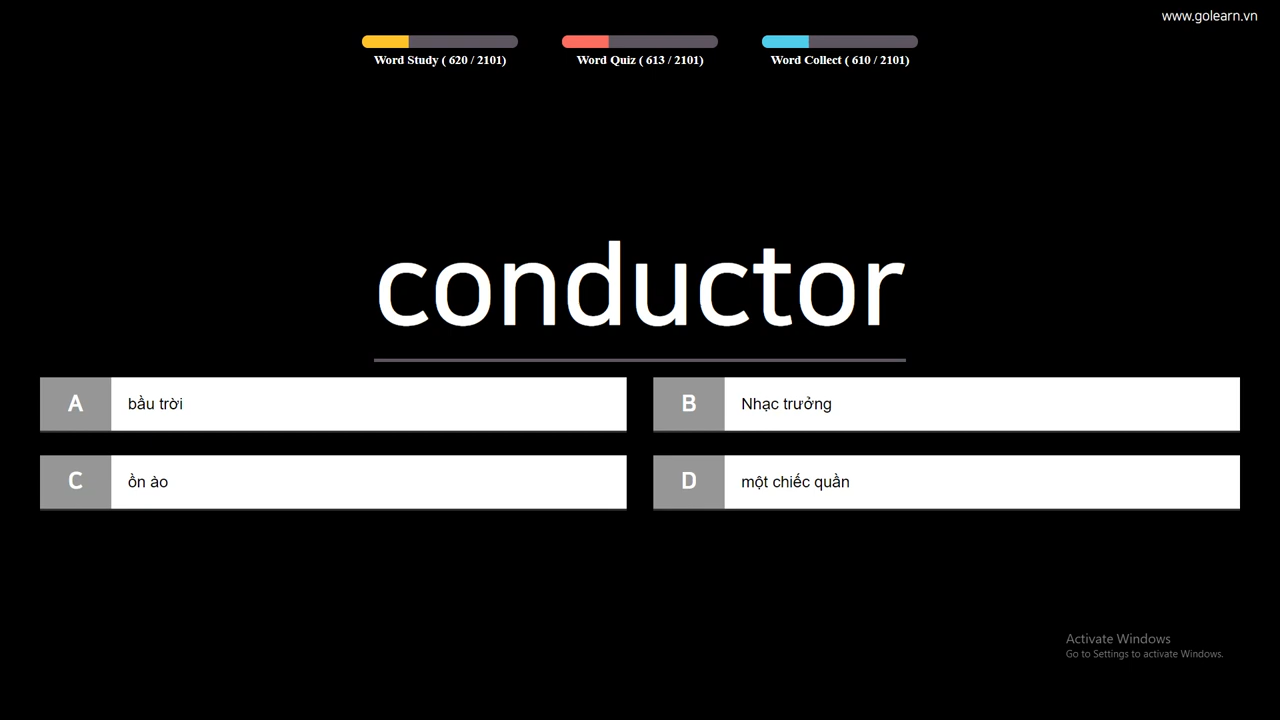 www.golearn.vn
Word Study ( 620 / 2101)
Word Quiz ( 613 / 2101)
Word Collect ( 610 / 2101)
conductor
A bầu trời
B Nhạc trưởng
C ồn ào
D một chiếc quần
Activate Windows
Go to Settings to activate Windows.